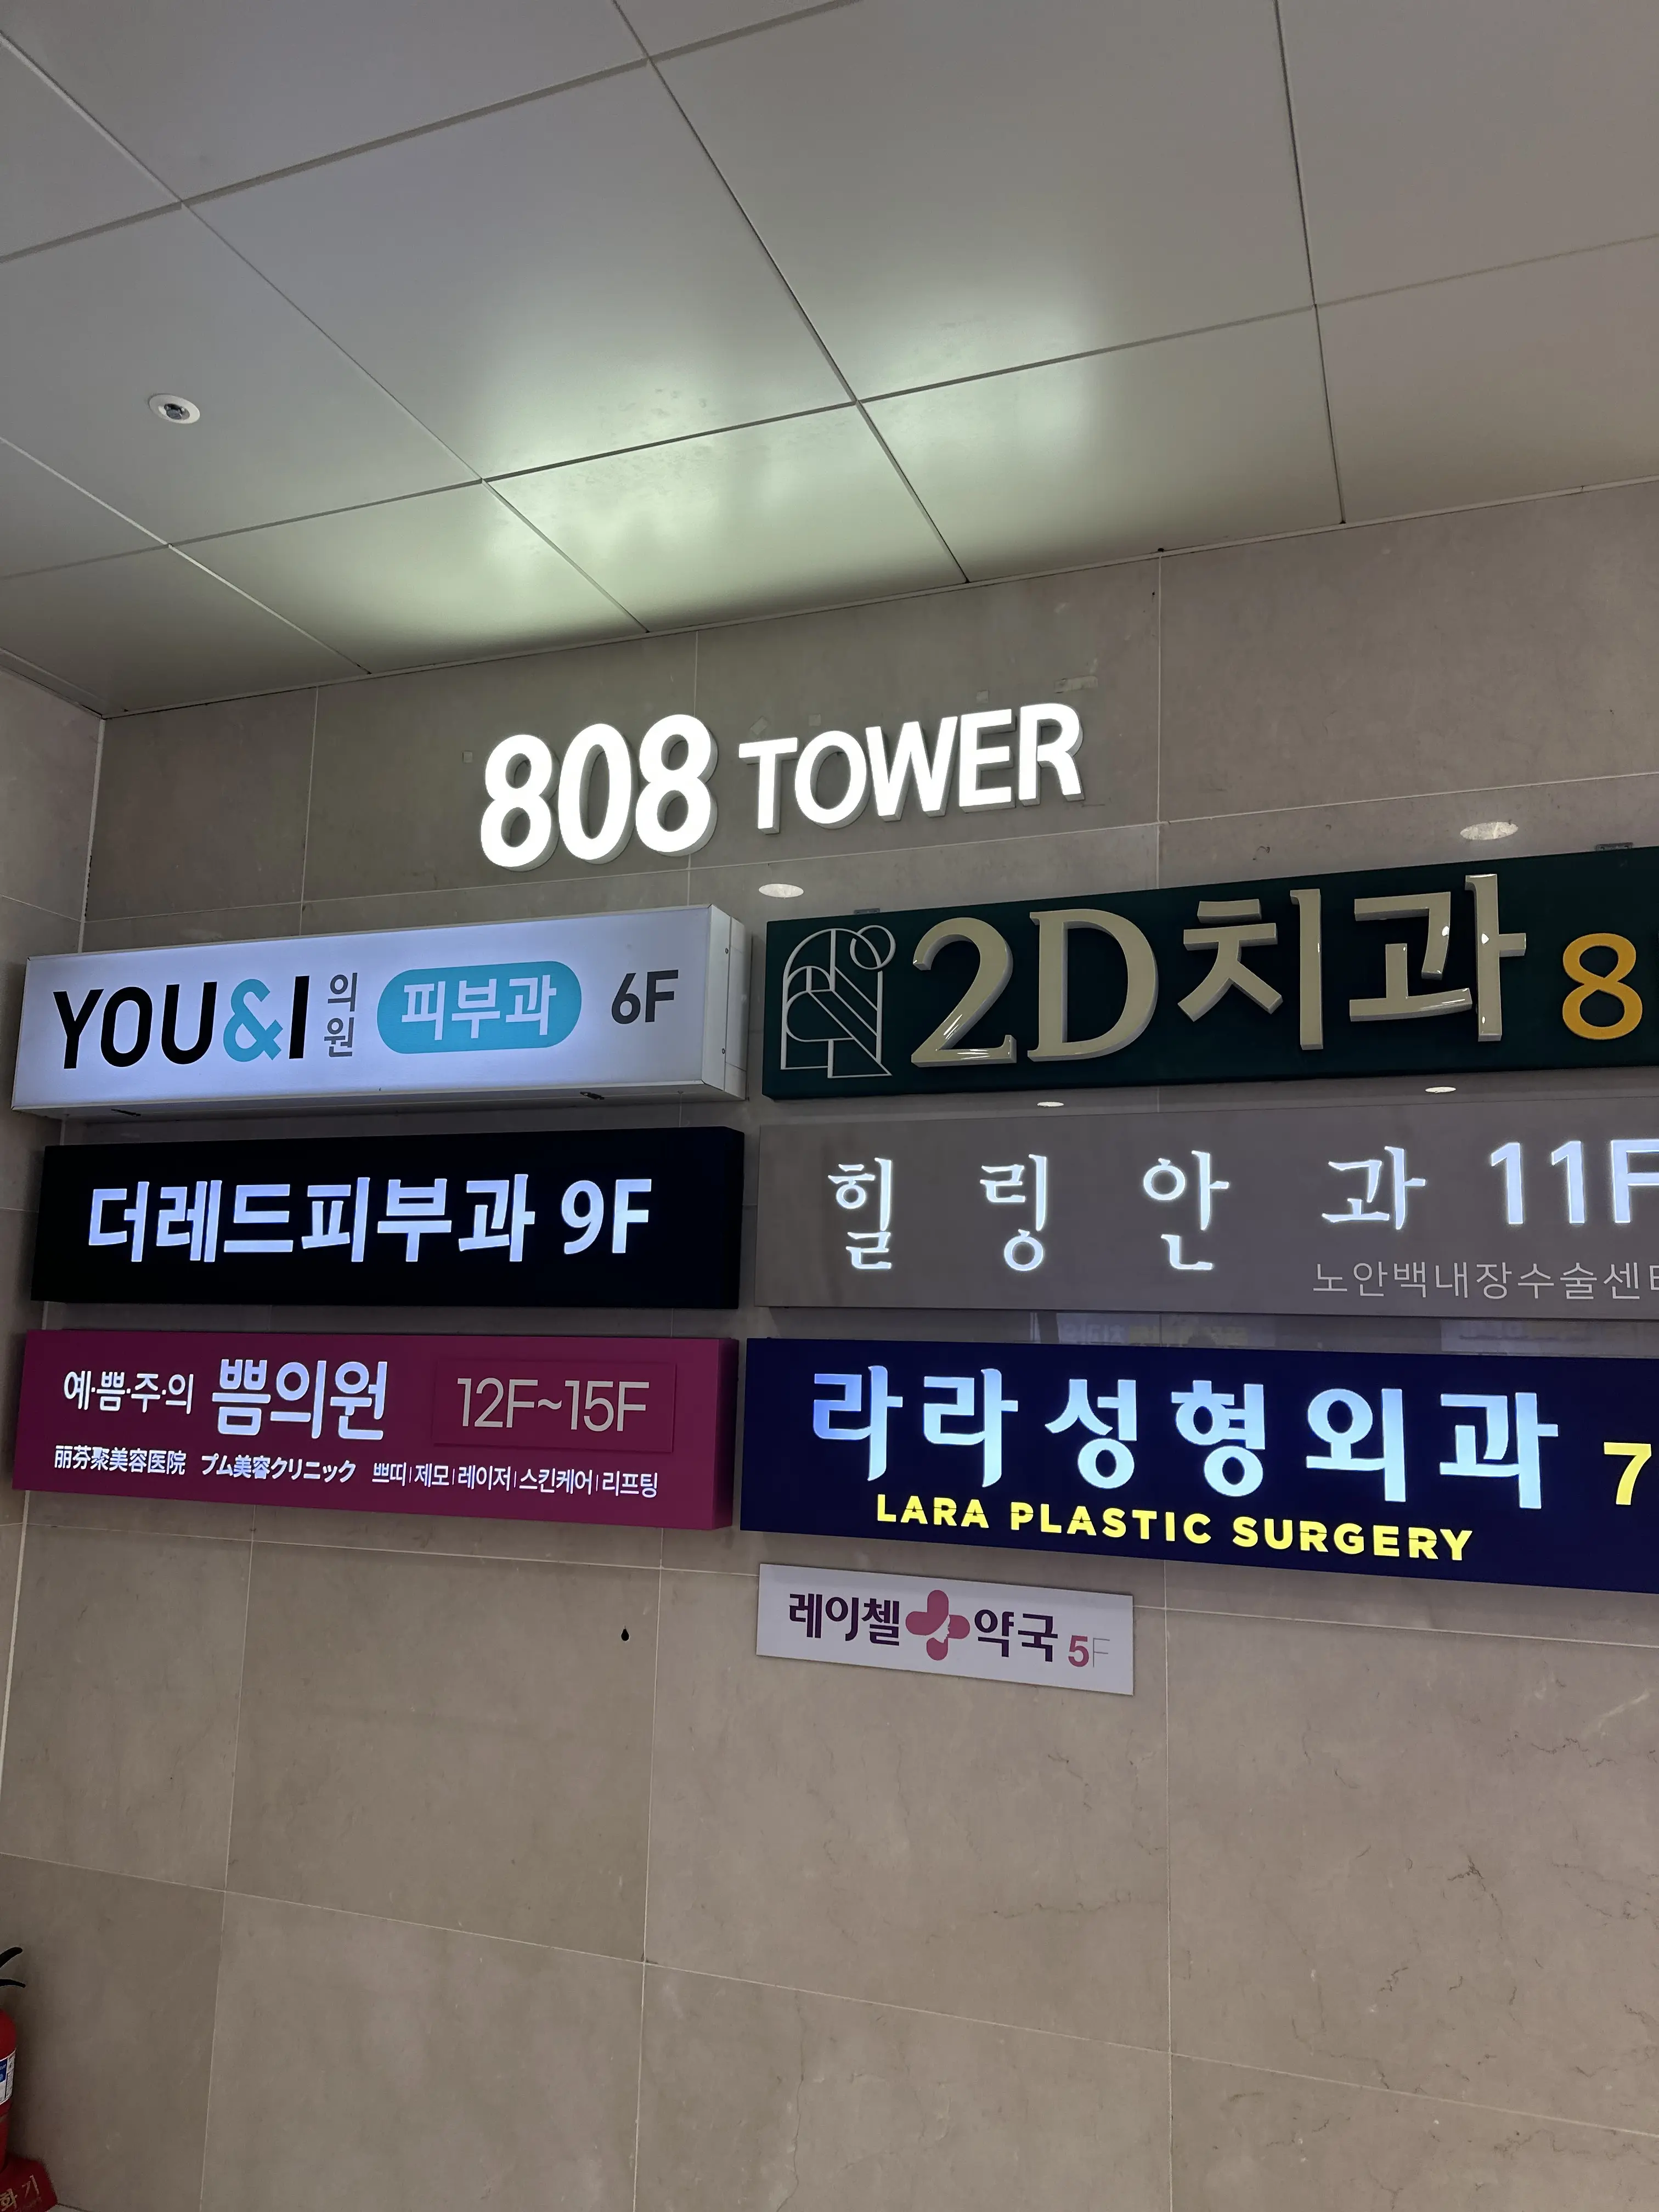 808 TOWER
YOU&I 의원 피부과 6F
2D치과 8
더레드피부과 9F
힐링안과 11F
노안백내장수술센터
예·쁨·주·의 쁨의원 12F~15F
丽芬聚美容医院 プム美容クリニック 쁘띠|제모|레이저|스킨케어|리프팅
라라성형외과 7
LARA PLASTIC SURGERY
레이첼 약국 5F
화기